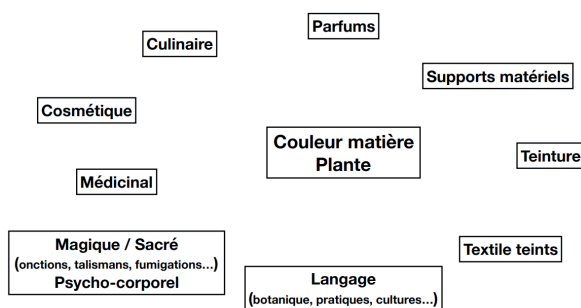 Parfums
Culinaire
Supports matériels
Cosmétique
Couleur matière
Plante
Teinture
Médicinal
Magique / Sacré
(onctions, talismans, fumigations...)
Psycho-corporel
Textile teints
Langage
(botanique, pratiques, cultures...)